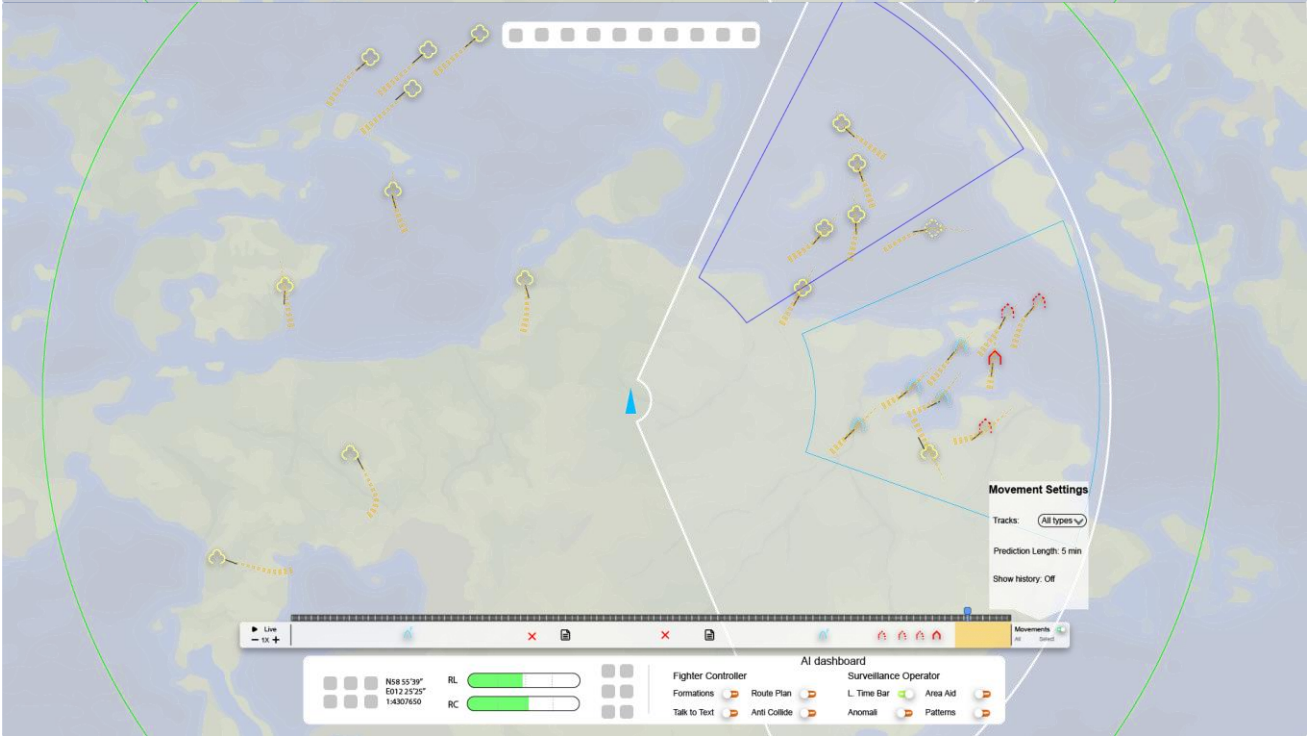 Movement Settings
Tracks: All types
Prediction Length: 5 min
Show history: Off
Live
1X
Movements
All Select
AI dashboard
N58 55'39"
E012 25'25"
1:4307650
RL
RC
Fighter Controller
Formations Route Plan
Talk to Text Anti Collide
Surveillance Operator
L. Time Bar Area Aid
Anomali Patterns